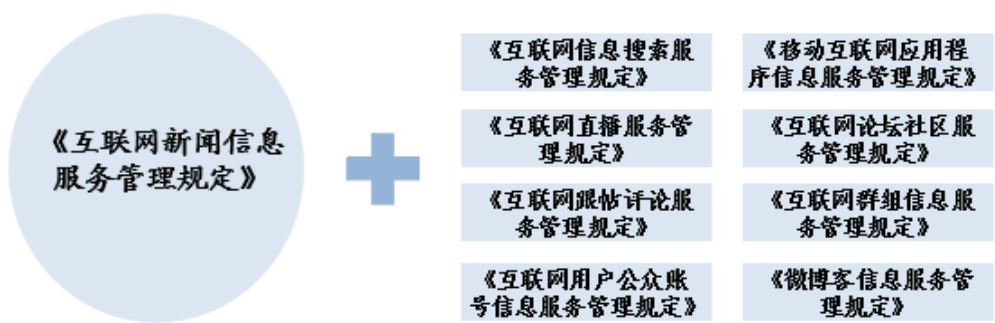 《互联网新闻信息
服务管理规定》
《互联网信息搜索服
务管理规定》
《移动互联网应用程
序信息服务管理规定》
《互联网直播服务管
理规定》
《互联网论坛社区服
务管理规定》
《互联网跟帖评论服
务管理规定》
《互联网群组信息服
务管理规定》
《互联网用户公众账
号信息服务管理规定》
《微博客信息服务管
理规定》